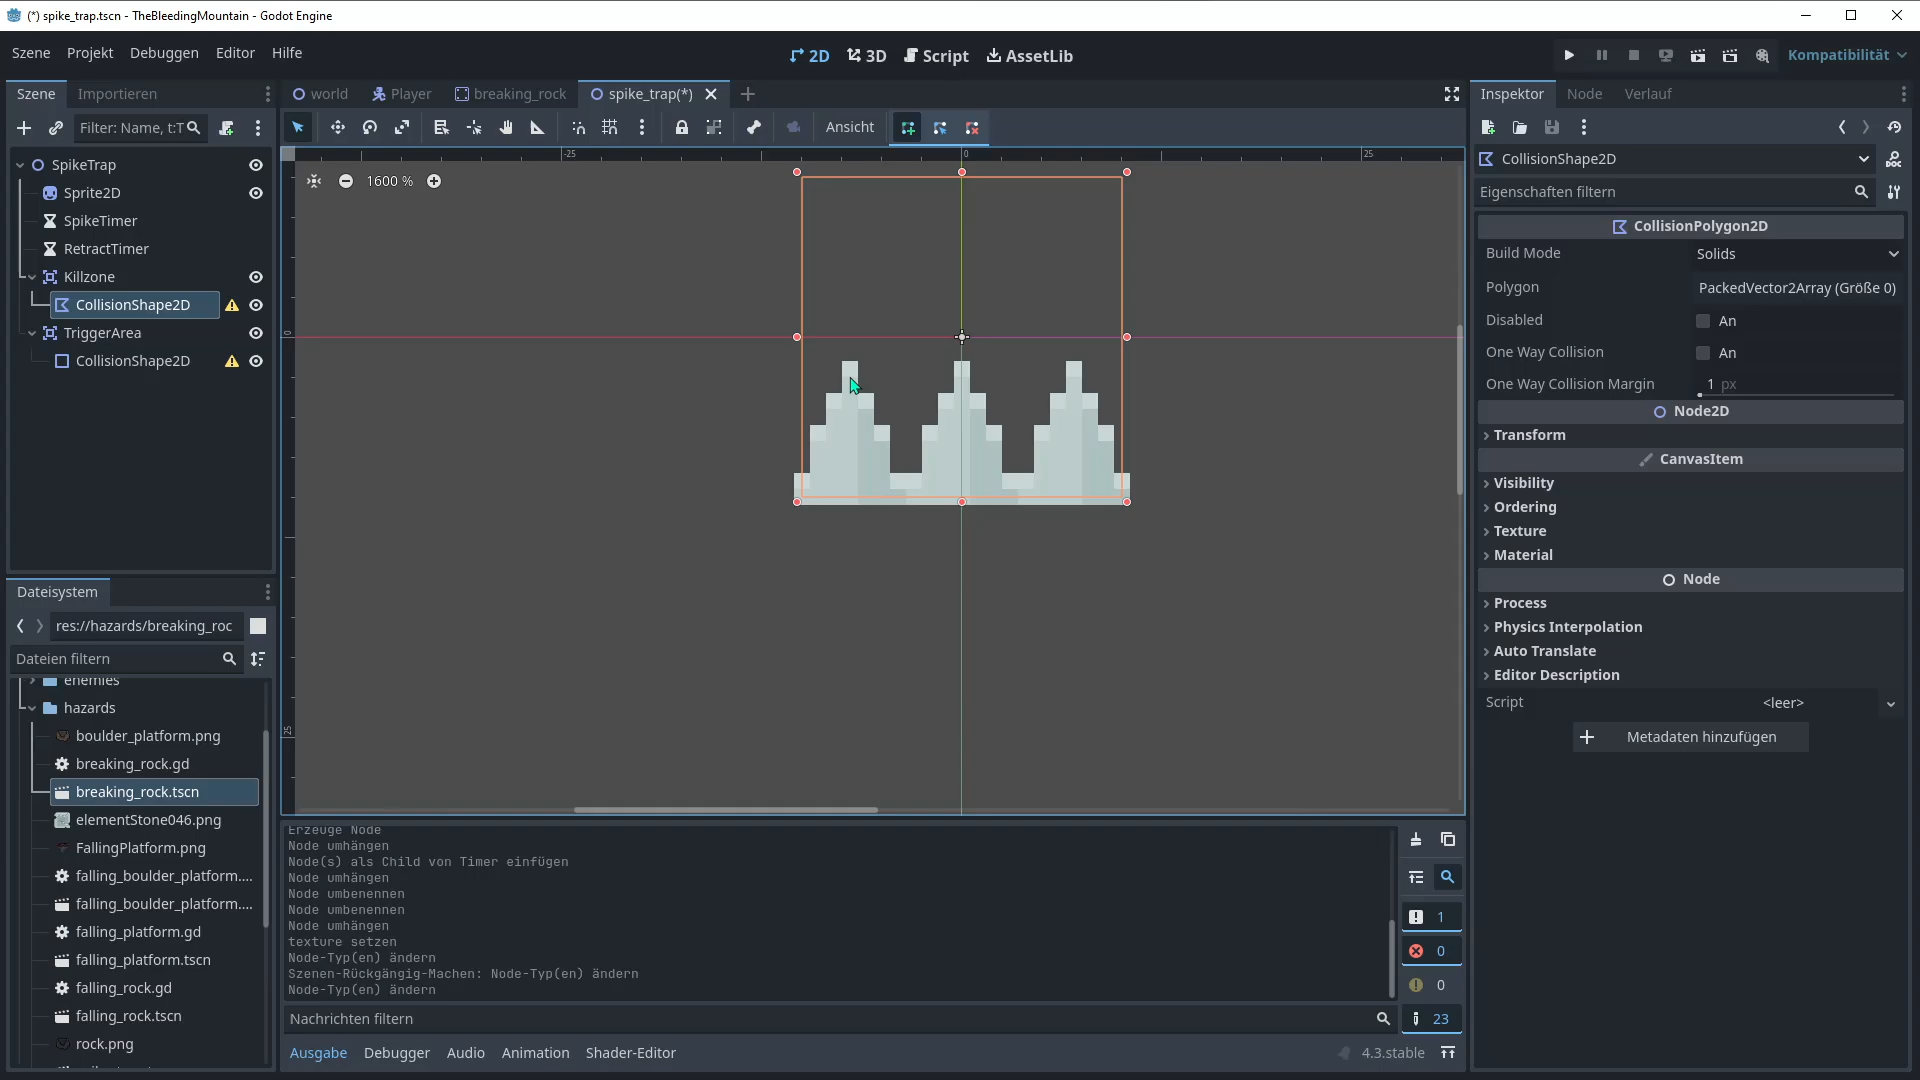 (*) spike_trap.tscn - TheBleedingMountain - Godot Engine
Szene Projekt Debuggen Editor Hilfe
2D 3D Script AssetLib
Kompatibilität
Szene Importieren
Filter: Name, t:T
SpikeTrap
Sprite2D
SpikeTimer
RetractTimer
Killzone
CollisionShape2D
TriggerArea
CollisionShape2D
Dateisystem
res://hazards/breaking_roc
Dateien filtern
enemies
hazards
boulder_platform.png
breaking_rock.gd
breaking_rock.tscn
elementStone046.png
FallingPlatform.png
falling_boulder_platform....
falling_boulder_platform....
falling_platform.gd
falling_platform.tscn
falling_rock.gd
falling_rock.tscn
rock.png
world Player breaking_rock spike_trap(*)
Ansicht
-25 0 25
1600 %
0
25
Erzeuge Node
Node umhängen
Node(s) als Child von Timer einfügen
Node umhängen
Node umbenennen
Node umbenennen
Node umhängen
texture setzen
Node-Typ(en) ändern
Szenen-Rückgängig-Machen: Node-Typ(en) ändern
Node-Typ(en) ändern
1
0
0
23
Nachrichten filtern
Ausgabe Debugger Audio Animation Shader-Editor
4.3.stable
Inspektor Node Verlauf
CollisionShape2D
Eigenschaften filtern
CollisionPolygon2D
Build Mode Solids
Polygon PackedVector2Array (Größe 0)
Disabled An
One Way Collision An
One Way Collision Margin 1 px
Node2D
Transform
CanvasItem
Visibility
Ordering
Texture
Material
Node
Process
Physics Interpolation
Auto Translate
Editor Description
Script <leer>
Metadaten hinzufügen